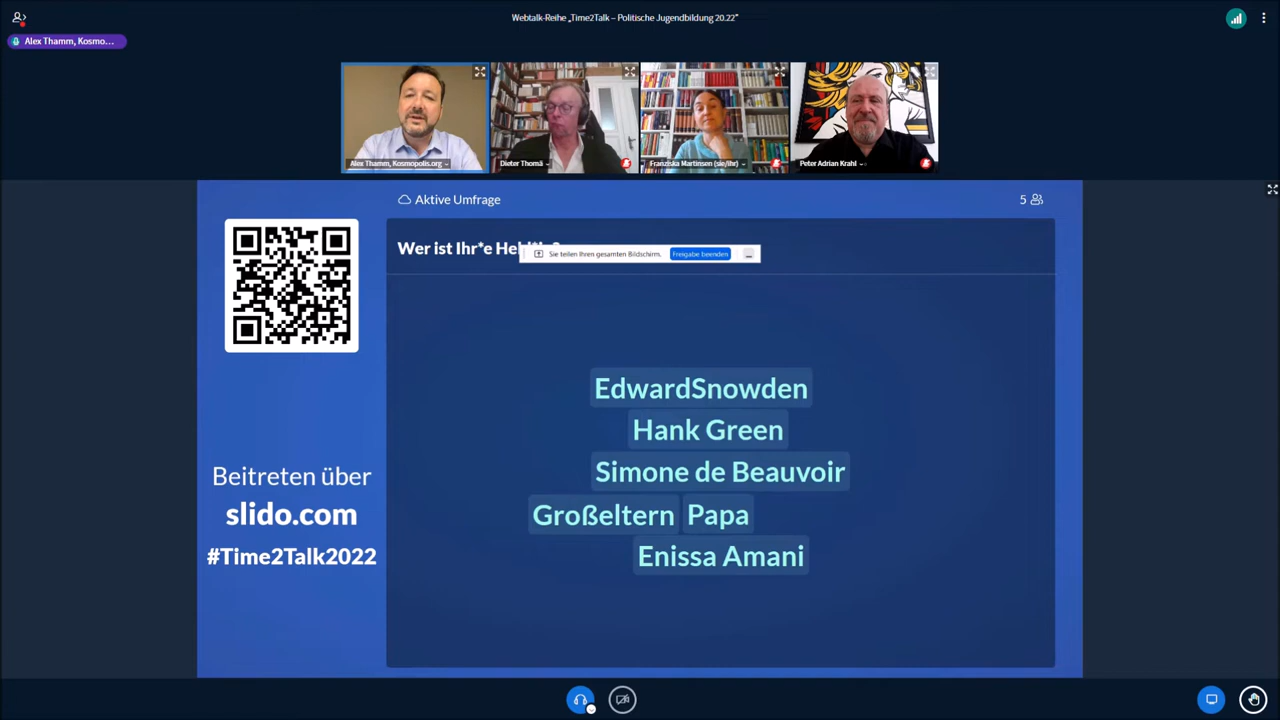 Webtalk-Reihe „Time2Talk – Politische Jugendbildung 20.22"
Alex Thamm, Kosmo...
Alex Thamm, Kosmopolis.org
Dieter Thomä
Franziska Martinsen (sie/ihr)
Peter Adrian Krahl
Aktive Umfrage
5
Wer ist Ihr*e
Sie teilen Ihren gesamten Bildschirm.
Freigabe beenden
EdwardSnowden
Hank Green
Simone de Beauvoir
Großeltern Papa
Enissa Amani
Beitreten über
slido.com
#Time2Talk2022